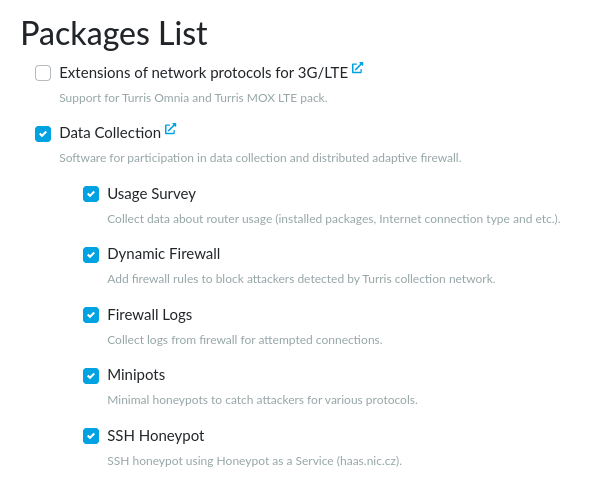 Packages List
Extensions of network protocols for 3G/LTE
Support for Turris Omnia and Turris MOX LTE pack.
Data Collection
Software for participation in data collection and distributed adaptive firewall.
Usage Survey
Collect data about router usage (installed packages, Internet connection type and etc.).
Dynamic Firewall
Add firewall rules to block attackers detected by Turris collection network.
Firewall Logs
Collect logs from firewall for attempted connections.
Minipots
Minimal honeypots to catch attackers for various protocols.
SSH Honeypot
SSH honeypot using Honeypot as a Service (haas.nic.cz).